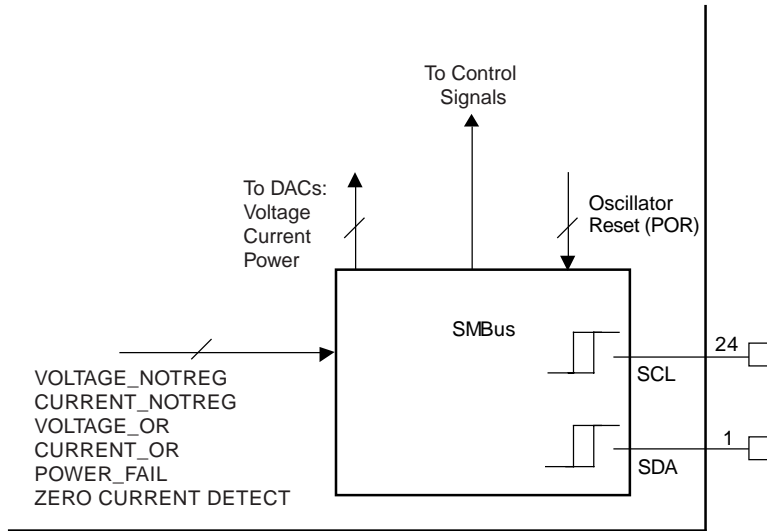 To Control
Signals
To DACs:
Voltage
Current
Power
Oscillator
Reset (POR)
SMBus
24
SCL
1
SDA
VOLTAGE_NOTREG
CURRENT_NOTREG
VOLTAGE_OR
CURRENT_OR
POWER_FAIL
ZERO CURRENT DETECT